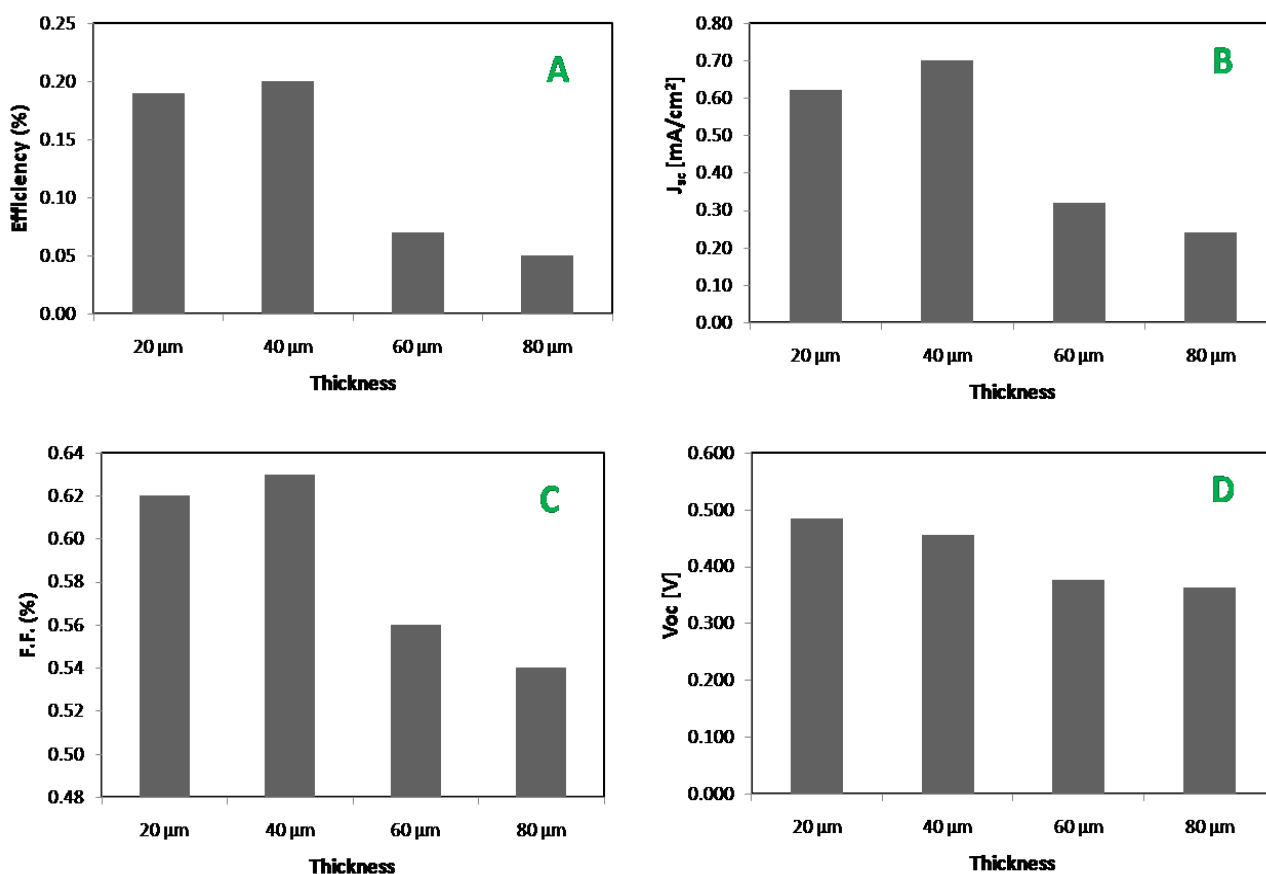 A
Efficiency (%)
0.25
0.20
0.15
0.10
0.05
0.00
20 µm 40 µm 60 µm 80 µm
Thickness
B
Jsc [mA/cm²]
0.80
0.70
0.60
0.50
0.40
0.30
0.20
0.10
0.00
20 µm 40 µm 60 µm 80 µm
Thickness
C
F.F. (%)
0.64
0.62
0.60
0.58
0.56
0.54
0.52
0.50
0.48
20 µm 40 µm 60 µm 80 µm
Thickness
D
Voc [V]
0.600
0.500
0.400
0.300
0.200
0.100
0.000
20 µm 40 µm 60 µm 80 µm
Thickness